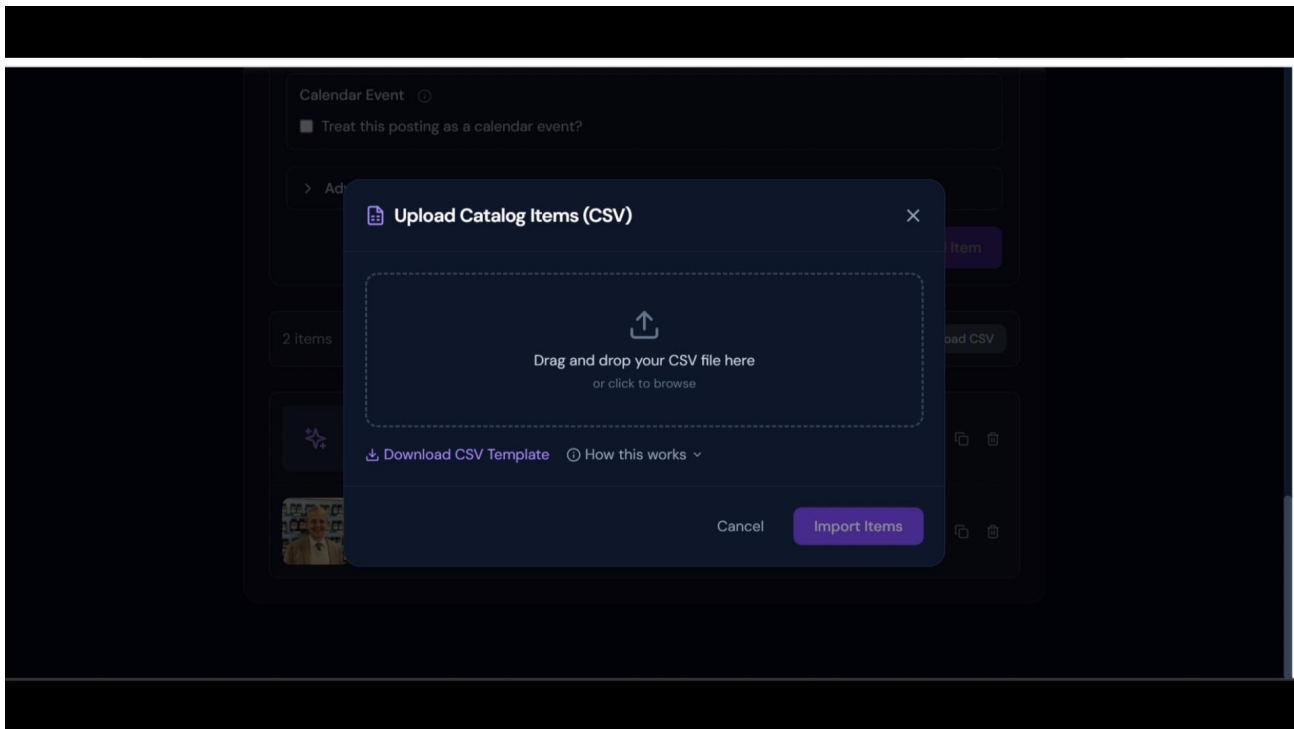 Calendar Event
Treat this posting as a calendar event?
Upload Catalog Items (CSV)
Item
Drag and drop your CSV file here
or click to browse
2 items
CSV
Download CSV Template
How this works
Cancel
Import Items